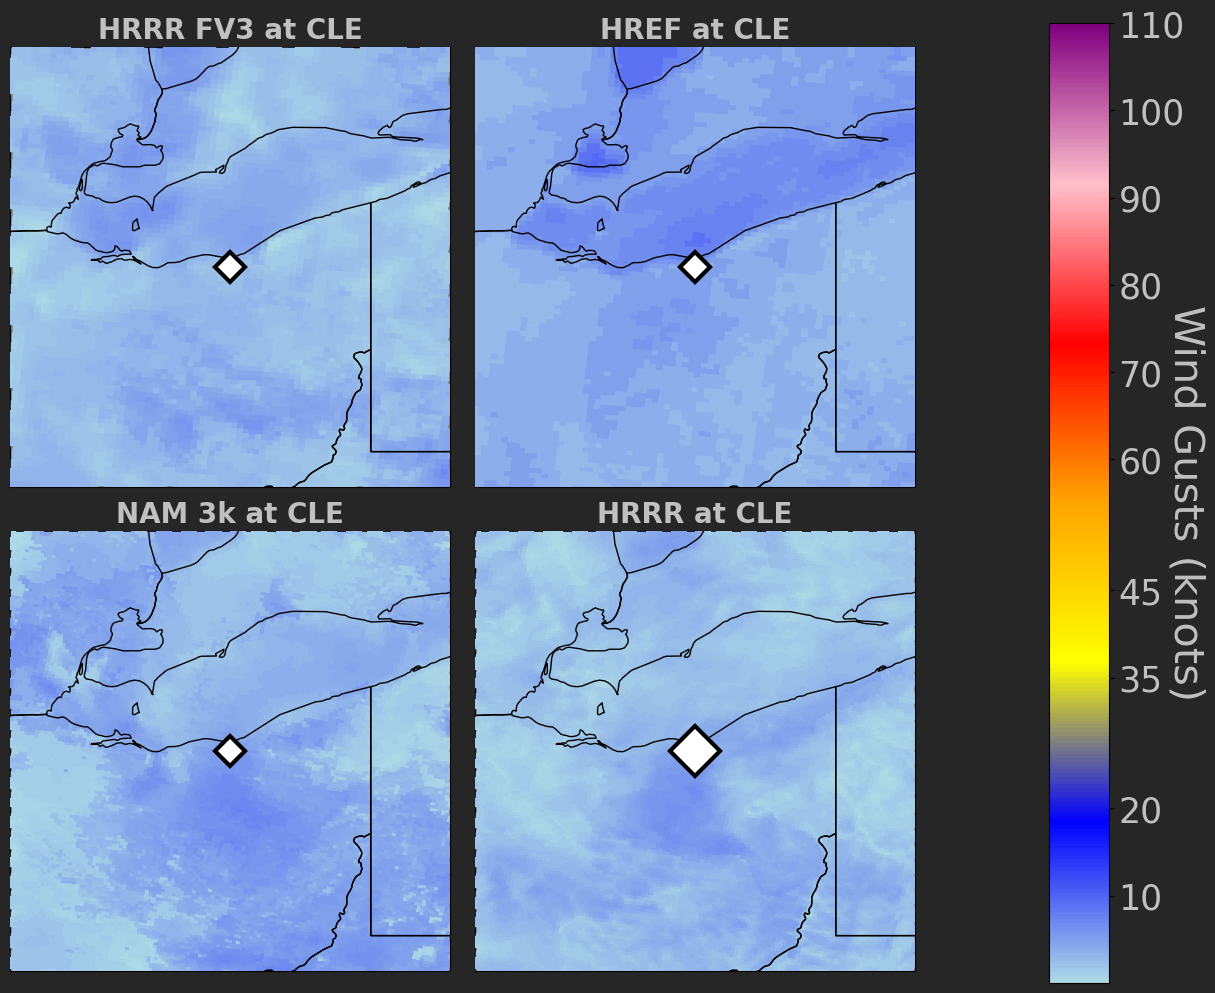 HRRR FV3 at CLE
HREF at CLE
NAM 3k at CLE
HRRR at CLE
110
100
90
80
70
60
45
35
20
10
Wind Gusts (knots)